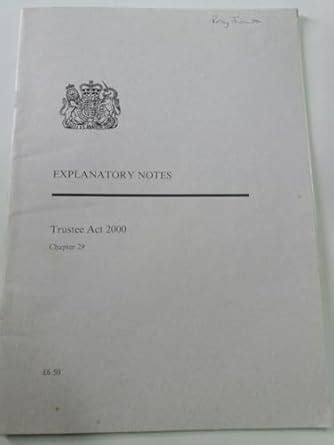 EXPLANATORY NOTES
Trustee Act 2000
Chapter 29
£6.50